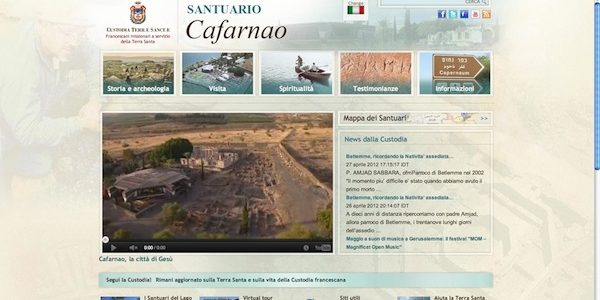 CERCA
SANTUARIO
Cafarnao
Change
CUSTODIA TERRÆ SANCTÆ
Francescani missionari a servizio
della Terra Santa
Storia e archeologia
Visita
Spiritualità
Testimonianze
Informazioni
Capernaum
Mappa dei Santuari
>>
News dalla Custodia
Betlemme, ricordando la Nativita' assediata...
27 aprile 2012 17:15:17 IDT
P. AMJAD SABBARA, ofmParroco di Betlemme nel 2002
"Il momento piu' difficile e' stato quando abbiamo avuto il
primo morto ...
Betlemme, ricordando la Nativita' assediata...
26 aprile 2012 20:14:07 IDT
A dieci anni di distanza ripercorriamo con padre Amjad,
allora parroco di Betlemme, i trentanove lunghi giorni
dell'assedio ...
Maggio a suon di musica a Gerusalemme: il festival "MOM –
Magnificat Open Music"
0:00 / 0:00
YouTube
Cafarnao, la città di Gesù
Segui la Custodia! Rimani aggiornato sulla Terra Santa e sulla vita della Custodia francescana
I Santuari del Lago
Virtual tour
Siti utili
Aiuta la Terra Santa